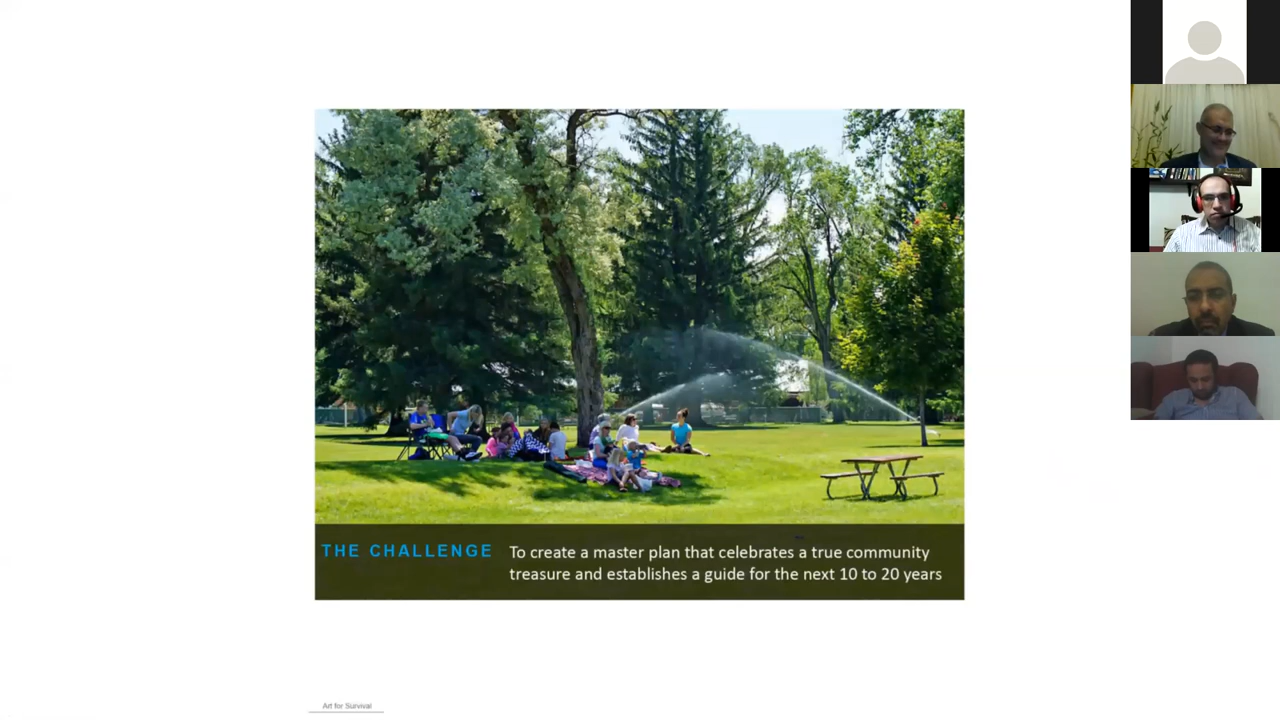 THE CHALLENGE
To create a master plan that celebrates a true community
treasure and establishes a guide for the next 10 to 20 years
Art for Survival